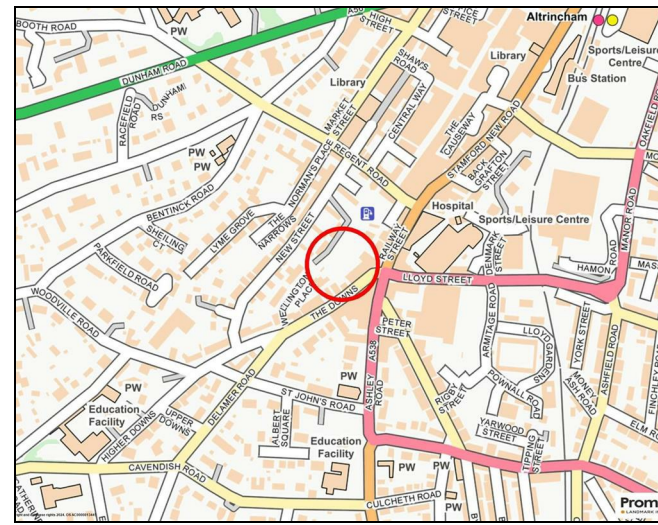 BOOTH ROAD
PW
HIGH
STREET
Altrincham
SHAW'S
ROAD
Library
Sports/Leisure
Centre
Bus Station
DUNHAM ROAD
Library
RACEFIELD
ROAD
DUNHAM
RS
MARKET
STREET
CENTRAL WAY
THE
CAUSEWAY
STAMFORD NEW ROAD
OAKFIELD
PW
PW
REGENT ROAD
BACK
GRAFTON
STREET
NORMAN'S PLACE
BENTINCK ROAD
LYME GROVE
THE
NARROWS
NEW STREET
Hospital
Sports/Leisure Centre
MANOR ROAD
SHEILING
CT
PARKFIELD ROAD
RAILWAY
STREET
DENMARK
STREET
HAMON
ROAD
LLOYD STREET
WELLINGTON
PLACE
WOODVILLE ROAD
THE DOWNS
PETER
STREET
ARMITAGE ROAD
LLOYD
GARDENS
YORK STREET
ASHFIELD ROAD
A538
ASHLEY
ROAD
PW
PW
DELAMER ROAD
ST JOHN'S ROAD
RIGBY
STREET
POWNALL
ROAD
MONEY
ASH ROAD
FINCHLEY ROAD
Education
Facility
HIGHER DOWNS
UPPER
DOWNS
ALBERT
SQUARE
YARWOOD
STREET
TIPPING
STREET
ELM
Education
Facility
CAVENDISH ROAD
PW
PW
CULCHETH ROAD
Prom
LANDMARK